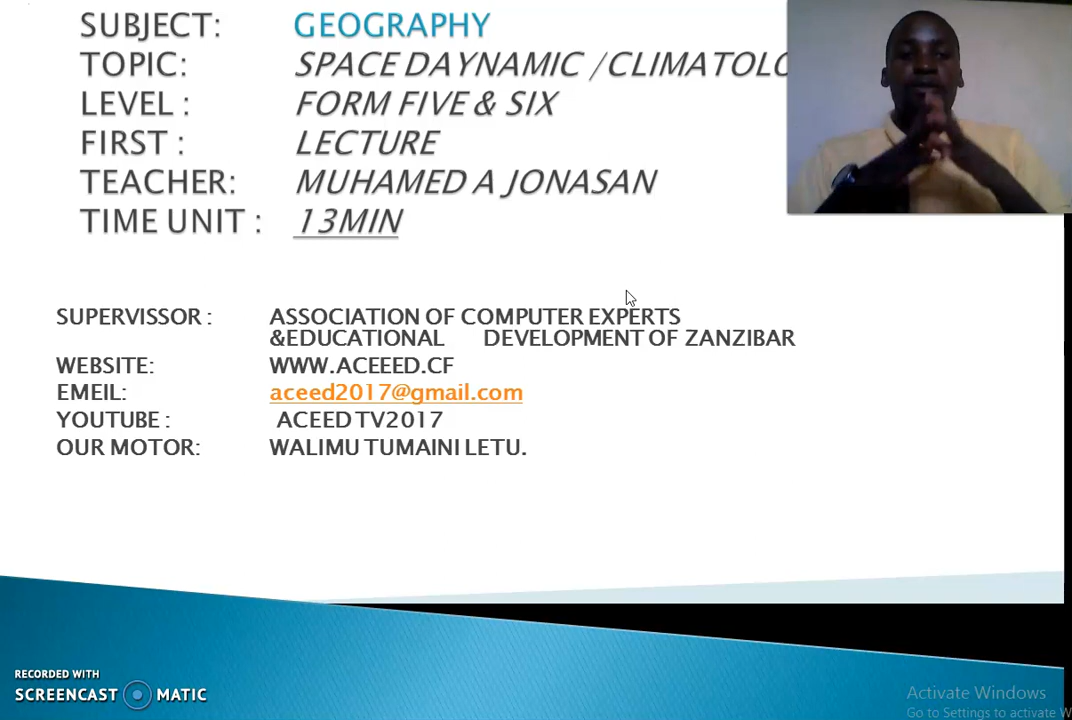 SUBJECT: GEOGRAPHY
TOPIC: SPACE DAYNAMIC /CLIMATOLO
LEVEL : FORM FIVE & SIX
FIRST : LECTURE
TEACHER: MUHAMED A JONASAN
TIME UNIT : 13MIN
SUPERVISSOR : ASSOCIATION OF COMPUTER EXPERTS
&EDUCATIONAL DEVELOPMENT OF ZANZIBAR
WEBSITE: WWW.ACEEED.CF
EMEIL: aceed2017@gmail.com
YOUTUBE : ACEED TV2017
OUR MOTOR: WALIMU TUMAINI LETU.
RECORDED WITH
SCREENCAST MATIC
Activate Windows
Go to Settings to activate W